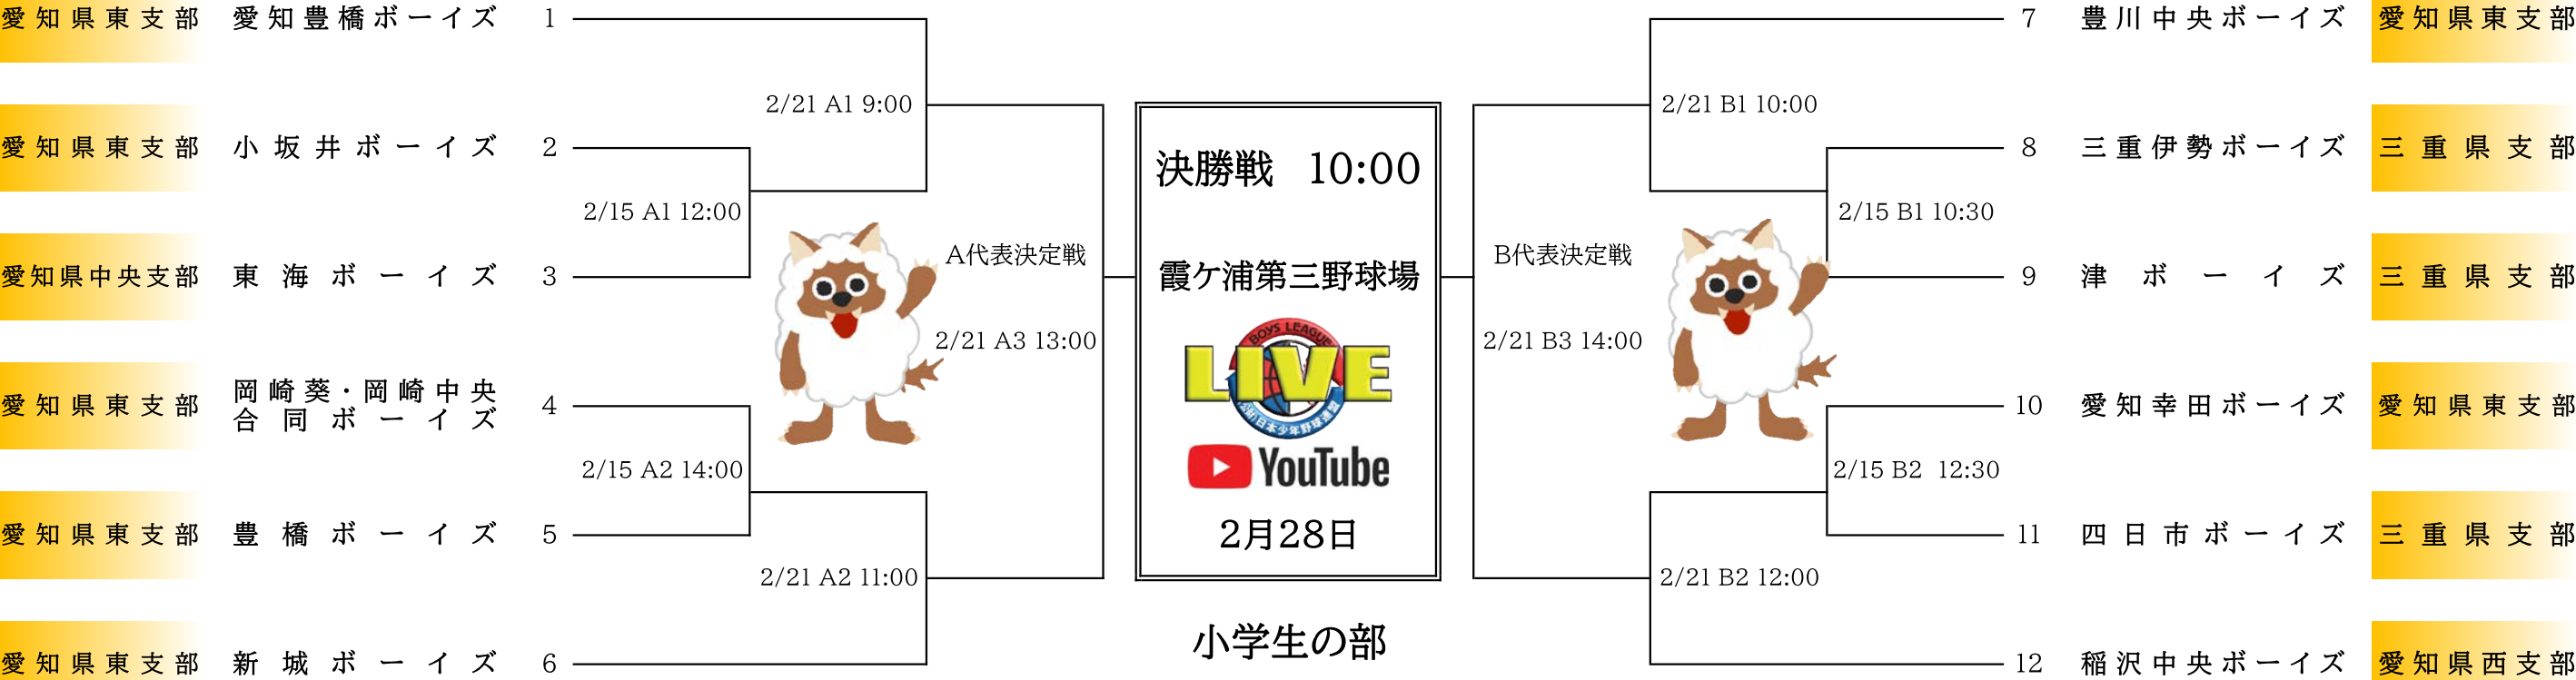 愛知県東支部 愛知豊橋ボーイズ 1
2/21 A1 9:00
愛知県東支部 小坂井ボーイズ 2
2/15 A1 12:00
愛知県中央支部 東海ボーイズ 3
A代表決定戦
2/21 A3 13:00
愛知県東支部 岡崎葵・岡崎中央
合同ボーイズ 4
2/15 A2 14:00
愛知県東支部 豊橋ボーイズ 5
2/21 A2 11:00
愛知県東支部 新城ボーイズ 6
決勝戦 10:00
霞ケ浦第三野球場
BOYS LEAGUE
LIVE
日本少年野球連盟
YouTube
2月28日
小学生の部
7 豊川中央ボーイズ 愛知県東支部
2/21 B1 10:00
8 三重伊勢ボーイズ 三重県支部
2/15 B1 10:30
9 津ボーイズ 三重県支部
B代表決定戦
2/21 B3 14:00
10 愛知幸田ボーイズ 愛知県東支部
2/15 B2 12:30
11 四日市ボーイズ 三重県支部
2/21 B2 12:00
12 稲沢中央ボーイズ 愛知県西支部